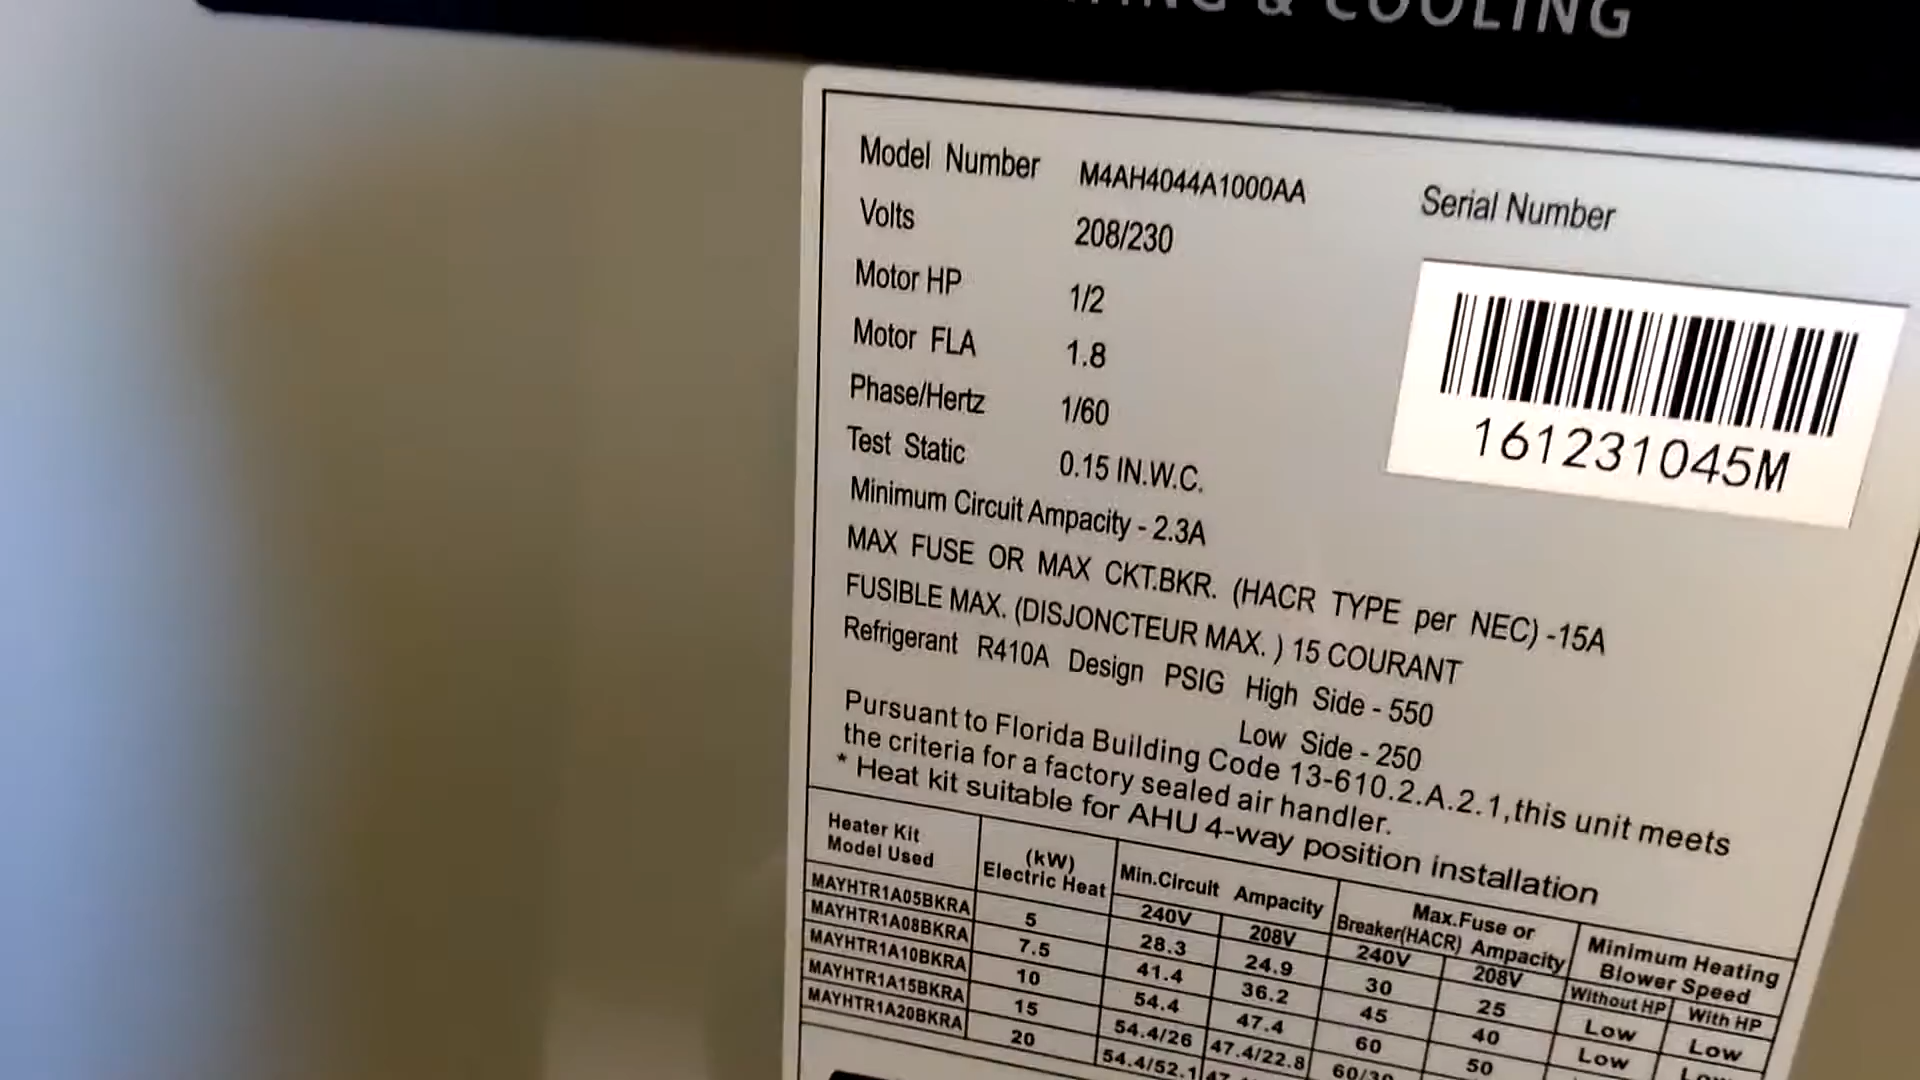 & COOLING
Model Number M4AH4044A1000AA
Serial Number
Volts 208/230
Motor HP 1/2
Motor FLA 1.8
Phase/Hertz 1/60
161231045M
Test Static 0.15 IN.W.C.
Minimum Circuit Ampacity - 2.3A
MAX FUSE OR MAX CKT.BKR. (HACR TYPE per NEC) -15A
FUSIBLE MAX. (DISJONCTEUR MAX. ) 15 COURANT
Refrigerant R410A Design PSIG High Side - 550
Low Side - 250
Pursuant to Florida Building Code 13-610.2.A.2.1,this unit meets
the criteria for a factory sealed air handler.
* Heat kit suitable for AHU 4-way position installation
Heater Kit (kW) Min.Circuit Ampacity Max.Fuse or Minimum Heating
Model Used Electric Heat Breaker(HACR) Ampacity Blower Speed
240V 208V 240V 208V Without HP With HP
MAYHTR1A05BKRA 5 28.3 24.9 30 25 Low Low
MAYHTR1A08BKRA 7.5 41.4 36.2 45 40 Low
MAYHTR1A10BKRA 10 54.4 47.4 60 50
MAYHTR1A15BKRA 15 54.4/26 47.4/22.8
MAYHTR1A20BKRA 20 54.4/52.1